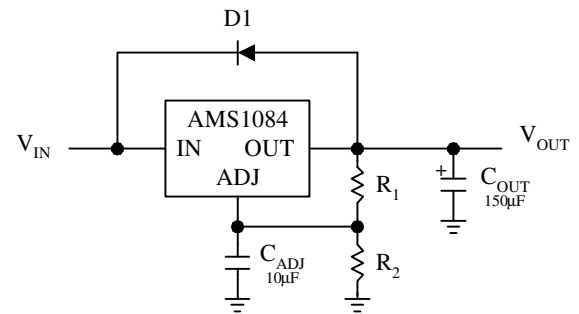 D1
AMS1084
V_IN
IN OUT
V_OUT
ADJ
R_1
+
C_OUT
150µF
C_ADJ
10µF
R_2